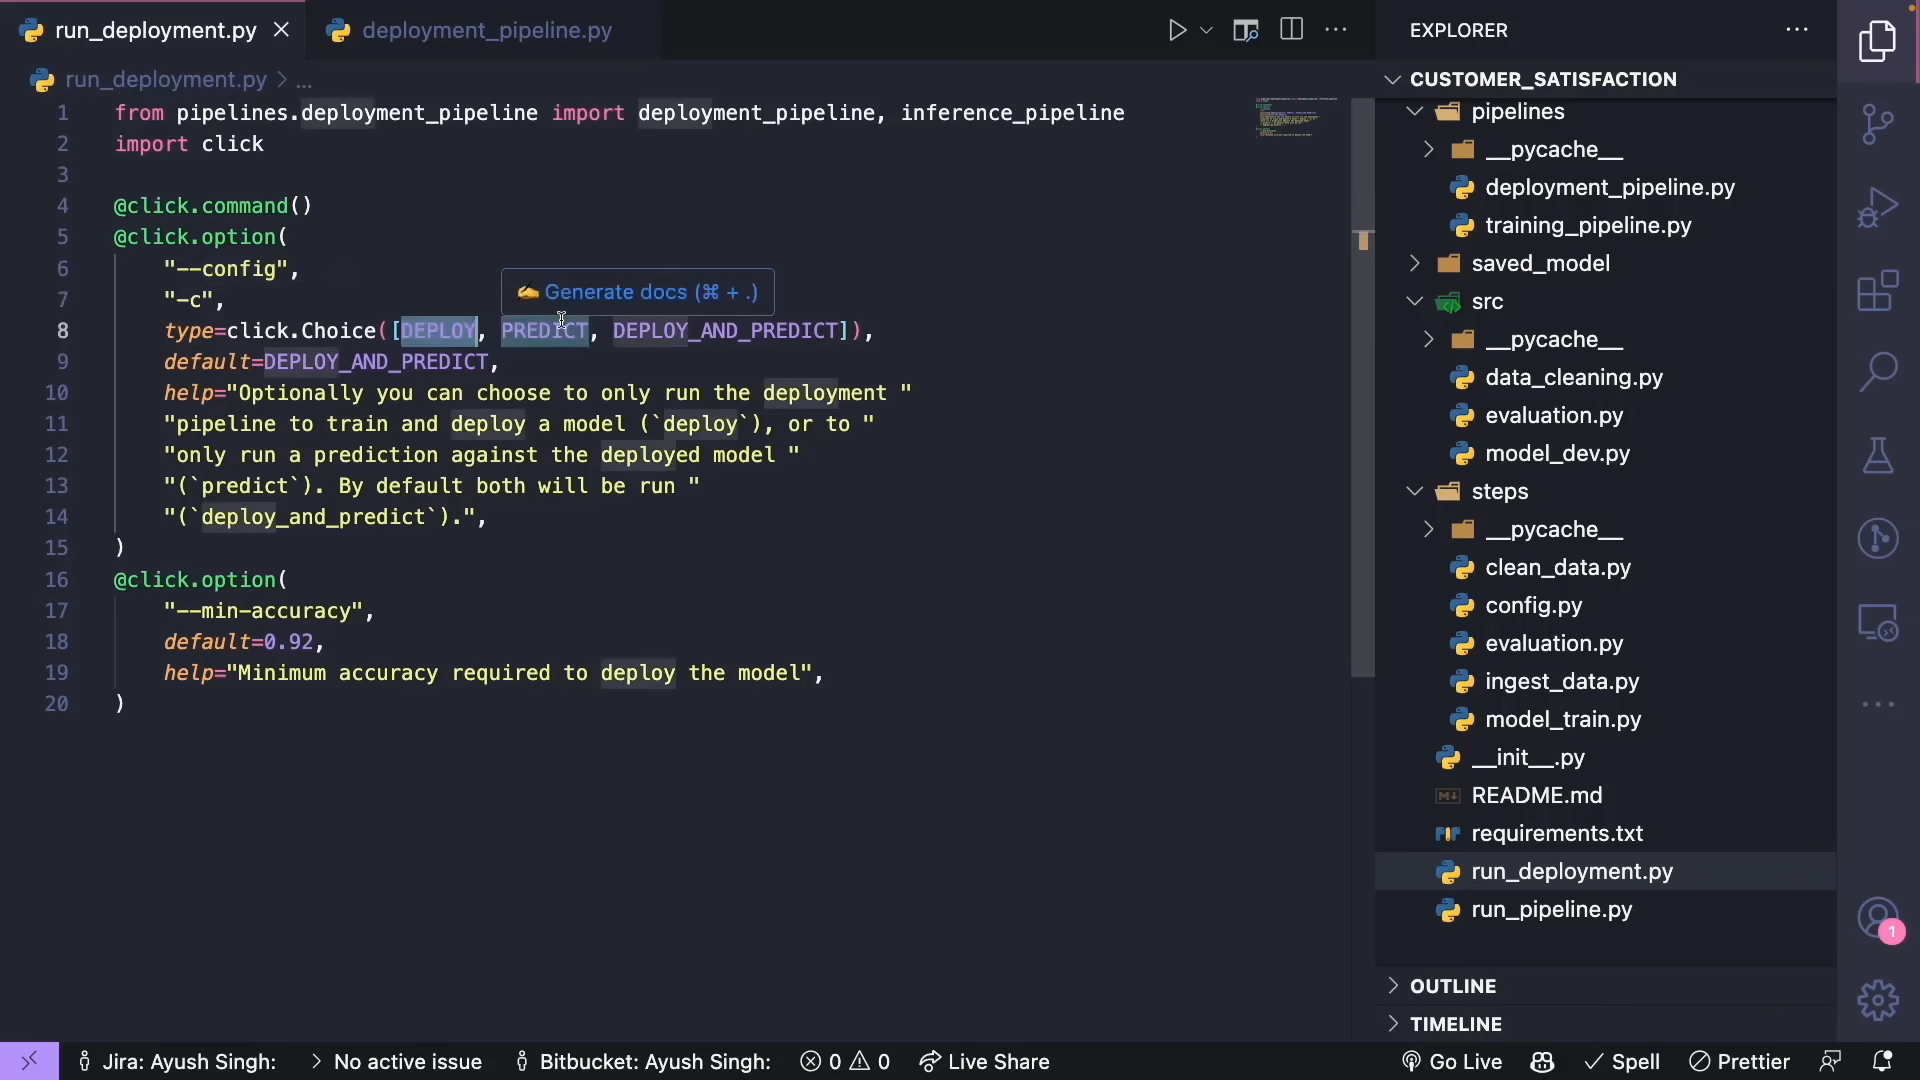 run_deployment.py
deployment_pipeline.py
run_deployment.py > ...
1 from pipelines.deployment_pipeline import deployment_pipeline, inference_pipeline
2 import click
3
4 @click.command()
5 @click.option(
6 "--config",
7 "-c",
Generate docs (⌘ + .)
8 type=click.Choice([DEPLOY, PREDICT, DEPLOY_AND_PREDICT]),
9 default=DEPLOY_AND_PREDICT,
10 help="Optionally you can choose to only run the deployment "
11 "pipeline to train and deploy a model (`deploy`), or to "
12 "only run a prediction against the deployed model "
13 "(`predict`). By default both will be run "
14 "(`deploy_and_predict`).",
15 )
16 @click.option(
17 "--min-accuracy",
18 default=0.92,
19 help="Minimum accuracy required to deploy the model",
20 )
EXPLORER
CUSTOMER_SATISFACTION
pipelines
__pycache__
deployment_pipeline.py
training_pipeline.py
saved_model
src
__pycache__
data_cleaning.py
evaluation.py
model_dev.py
steps
__pycache__
clean_data.py
config.py
evaluation.py
ingest_data.py
model_train.py
__init__.py
README.md
requirements.txt
run_deployment.py
run_pipeline.py
OUTLINE
TIMELINE
1
Jira: Ayush Singh: > No active issue Bitbucket: Ayush Singh: 0 0 Live Share Go Live Spell Prettier